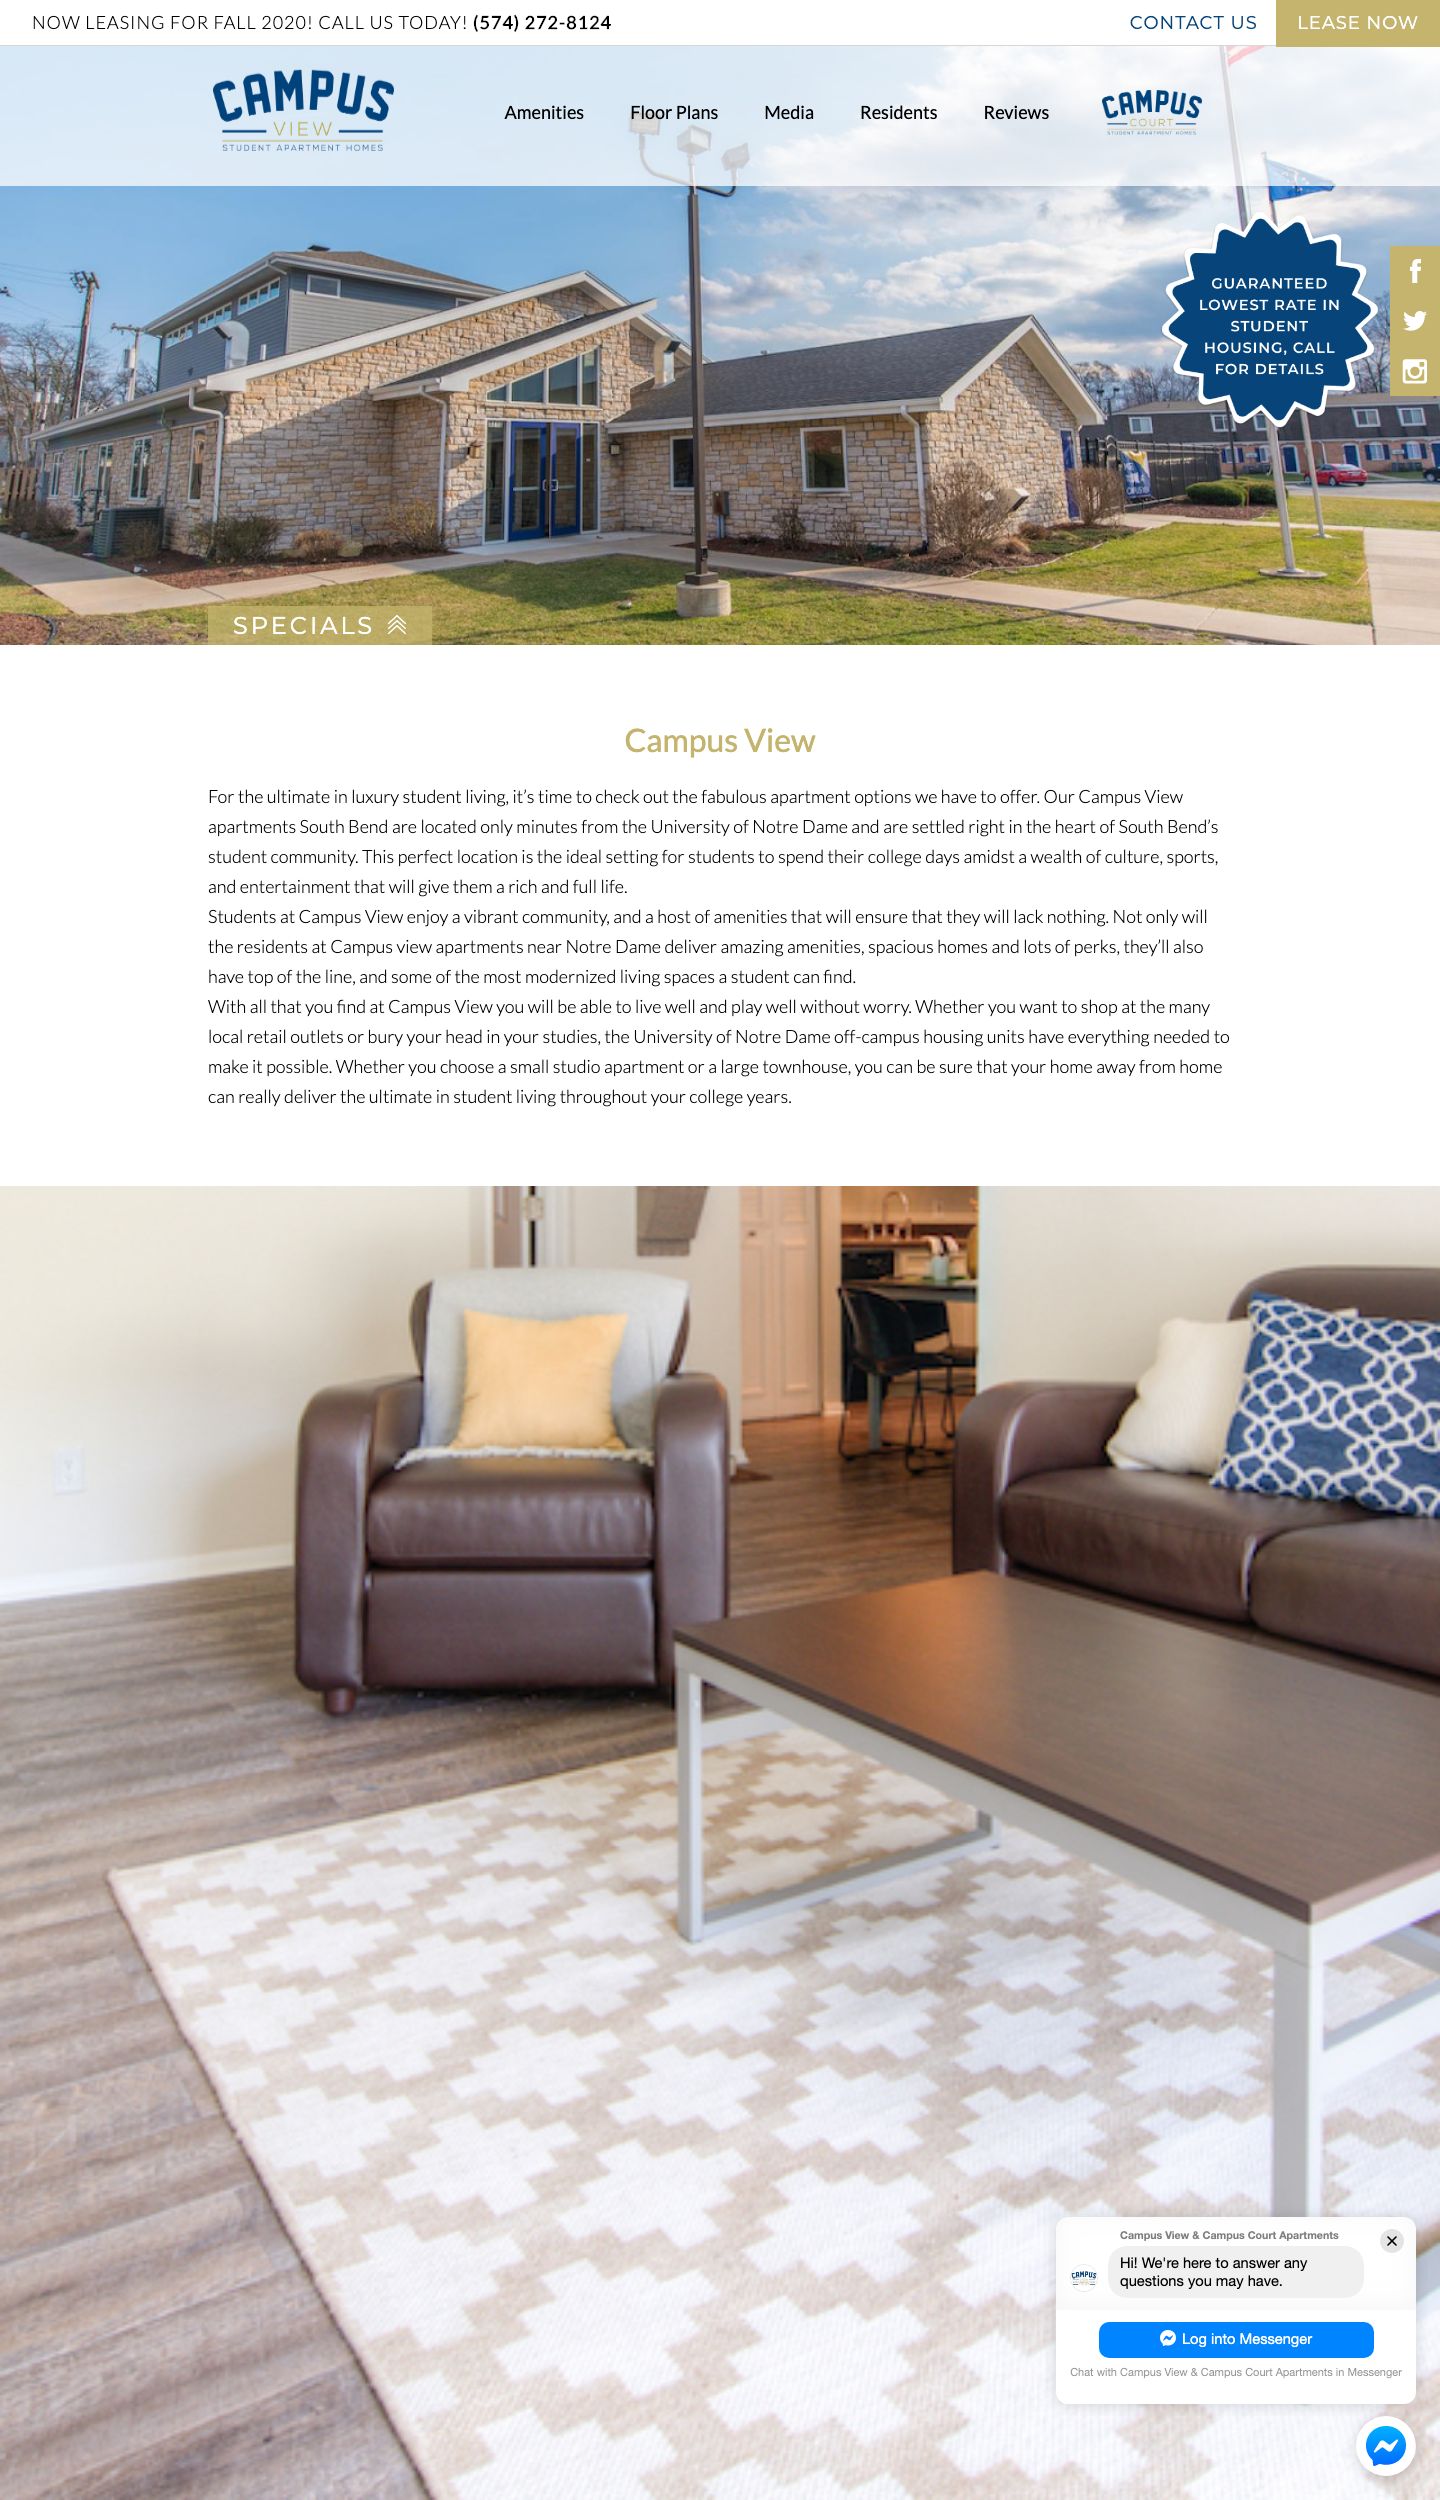 NOW LEASING FOR FALL 2020! CALL US TODAY! (574) 272-8124
CONTACT US
LEASE NOW
CAMPUS
VIEW
STUDENT APARTMENT HOMES
Amenities
Floor Plans
Media
Residents
Reviews
CAMPUS
COURT
STUDENT APARTMENT HOMES
GUARANTEED
LOWEST RATE IN
STUDENT
HOUSING, CALL
FOR DETAILS
SPECIALS
Campus View
For the ultimate in luxury student living, it’s time to check out the fabulous apartment options we have to offer. Our Campus View
apartments South Bend are located only minutes from the University of Notre Dame and are settled right in the heart of South Bend’s
student community. This perfect location is the ideal setting for students to spend their college days amidst a wealth of culture, sports,
and entertainment that will give them a rich and full life.
Students at Campus View enjoy a vibrant community, and a host of amenities that will ensure that they will lack nothing. Not only will
the residents at Campus view apartments near Notre Dame deliver amazing amenities, spacious homes and lots of perks, they’ll also
have top of the line, and some of the most modernized living spaces a student can find.
With all that you find at Campus View you will be able to live well and play well without worry. Whether you want to shop at the many
local retail outlets or bury your head in your studies, the University of Notre Dame off-campus housing units have everything needed to
make it possible. Whether you choose a small studio apartment or a large townhouse, you can be sure that your home away from home
can really deliver the ultimate in student living throughout your college years.
Campus View & Campus Court Apartments
CAMPUS
Hi! We're here to answer any
questions you may have.
Log into Messenger
Chat with Campus View & Campus Court Apartments in Messenger